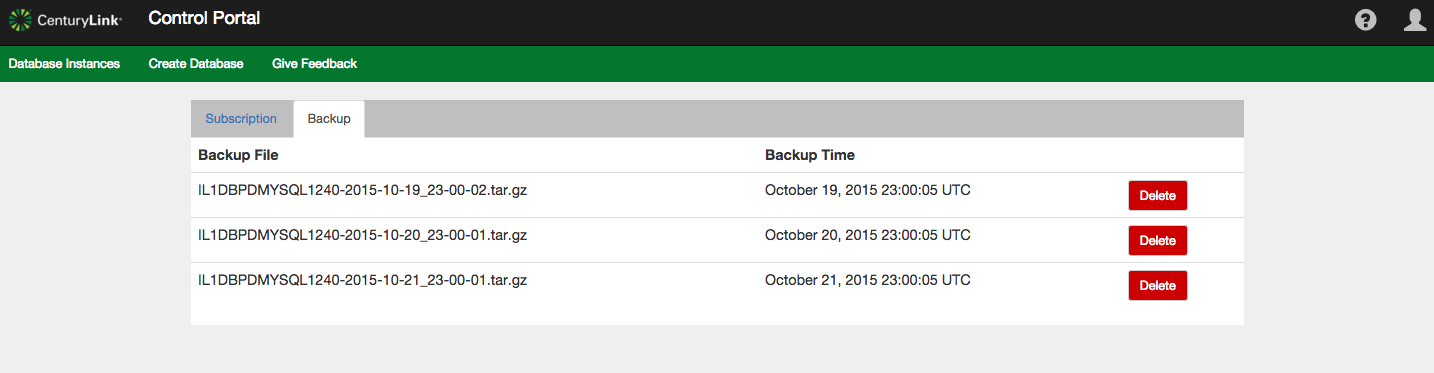 CenturyLink® Control Portal
Database Instances Create Database Give Feedback
Subscription Backup
Backup File Backup Time
IL1DBPDMYSQL1240-2015-10-19_23-00-02.tar.gz October 19, 2015 23:00:05 UTC Delete
IL1DBPDMYSQL1240-2015-10-20_23-00-01.tar.gz October 20, 2015 23:00:05 UTC Delete
IL1DBPDMYSQL1240-2015-10-21_23-00-01.tar.gz October 21, 2015 23:00:05 UTC Delete